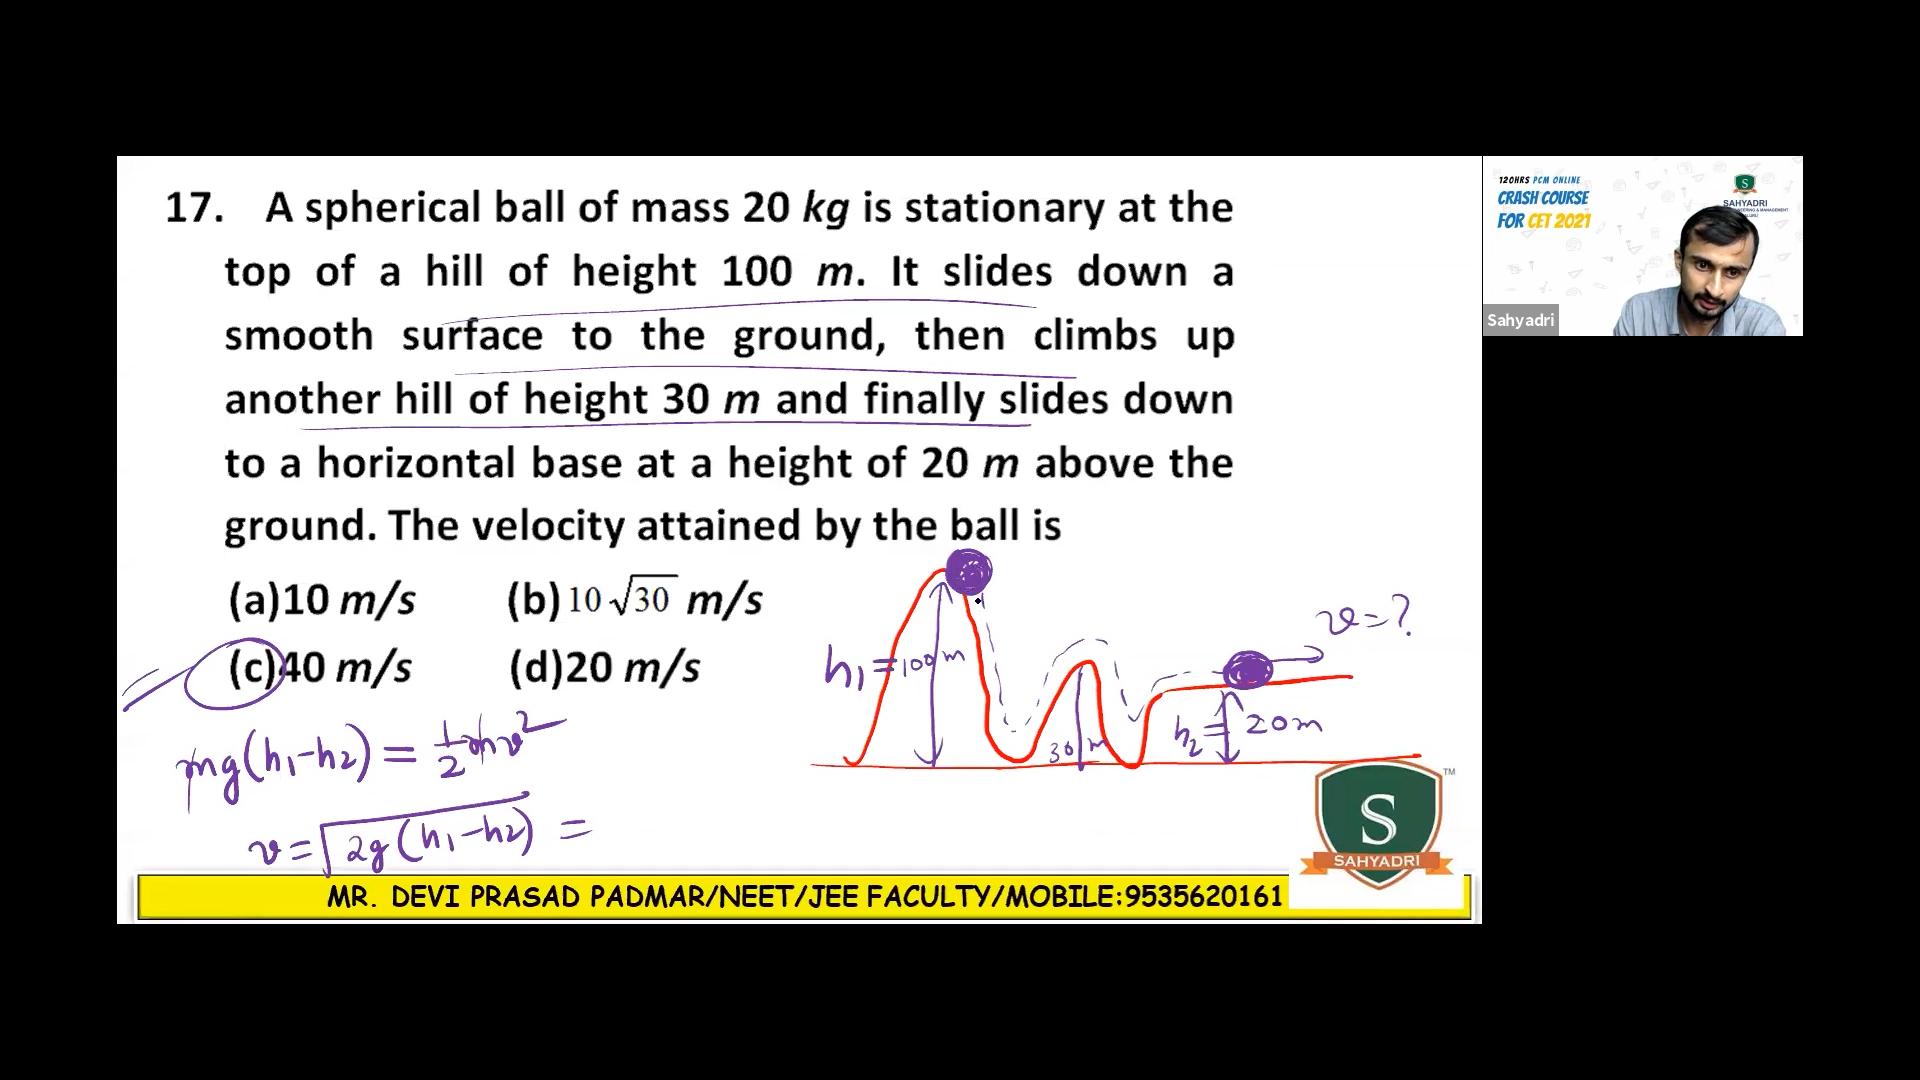 17. A spherical ball of mass 20 kg is stationary at the
top of a hill of height 100 m. It slides down a
smooth surface to the ground, then climbs up
another hill of height 30 m and finally slides down
to a horizontal base at a height of 20 m above the
ground. The velocity attained by the ball is
(a)10 m/s (b) 10 √30 m/s
(c)40 m/s (d)20 m/s
mg(h₁-h₂) = 1/2 mv²
v = √2g(h₁-h₂) =
h₁ = 100 m
30 m
h₂ = 20 m
v = ?
S
SAHYADRI
TM
MR. DEVI PRASAD PADMAR/NEET/JEE FACULTY/MOBILE:9535620161
120HRS PCM ONLINE
CRASH COURSE
FOR CET 2021
S
SAHYADRI
Sahyadri